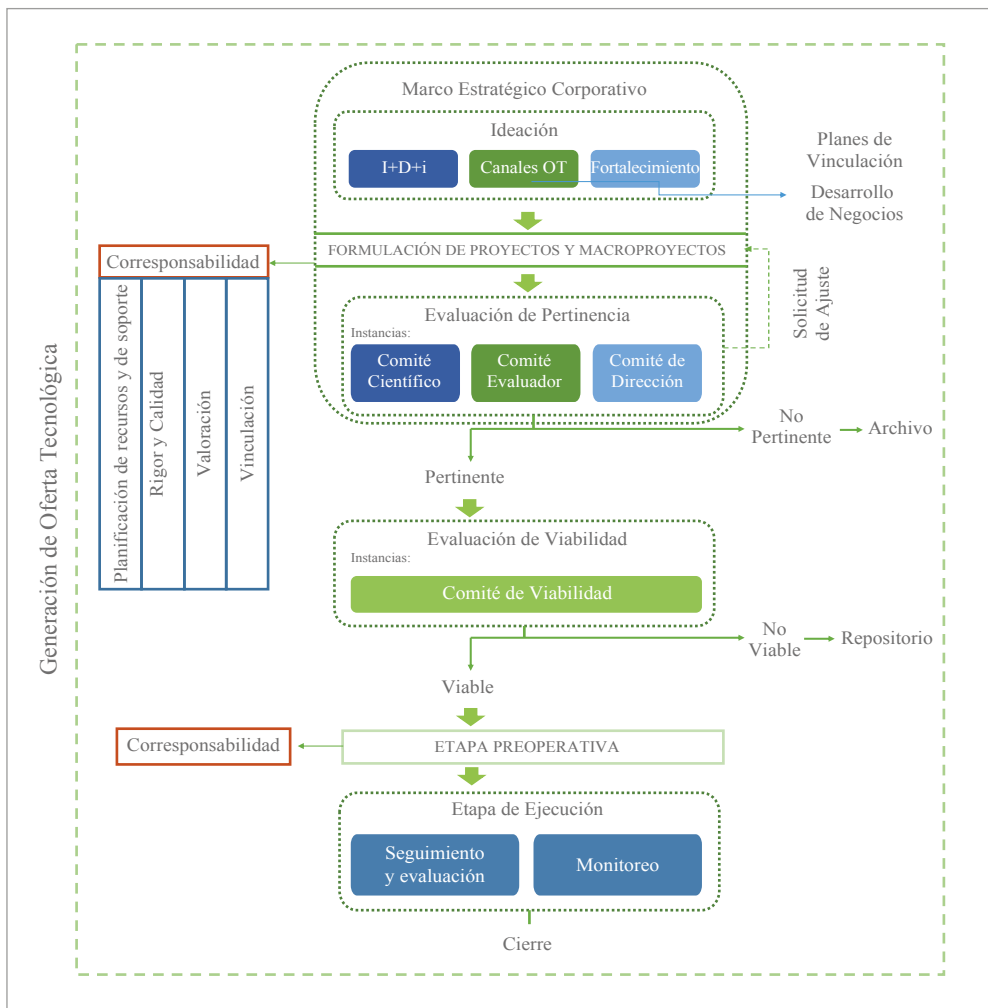 Generación de Oferta Tecnológica
Marco Estratégico Corporativo
Ideación
I+D+i
Canales OT
Fortalecimiento
Planes de
Vinculación
Desarrollo
de Negocios
FORMULACIÓN DE PROYECTOS Y MACROPROYECTOS
Corresponsabilidad
Planificación de recursos y de soporte
Rigor y Calidad
Valoración
Vinculación
Solicitud
de Ajuste
Evaluación de Pertinencia
Instancias:
Comité
Científico
Comité
Evaluador
Comité de
Dirección
No
Pertinente
Archivo
Pertinente
Evaluación de Viabilidad
Instancias:
Comité de Viabilidad
No
Viable
Repositorio
Viable
Corresponsabilidad
ETAPA PREOPERATIVA
Etapa de Ejecución
Seguimiento
y evaluación
Monitoreo
Cierre